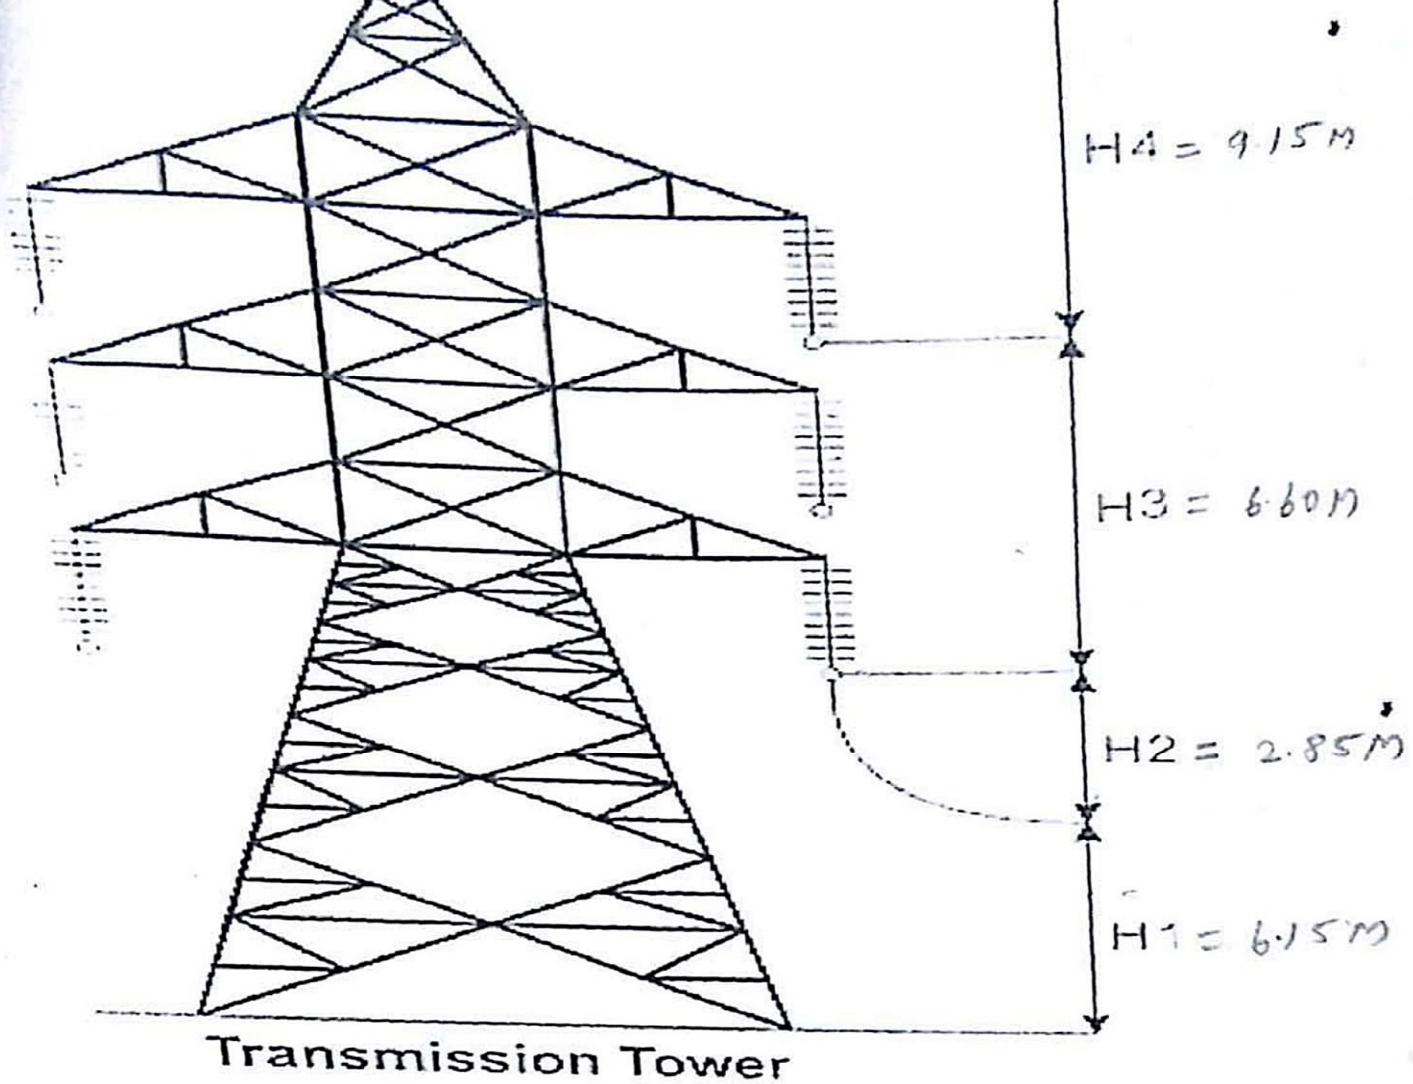 H4 = 9.15M
H3 = 6.60M
H2 = 2.85M
H1 = 6.15M
Transmission Tower